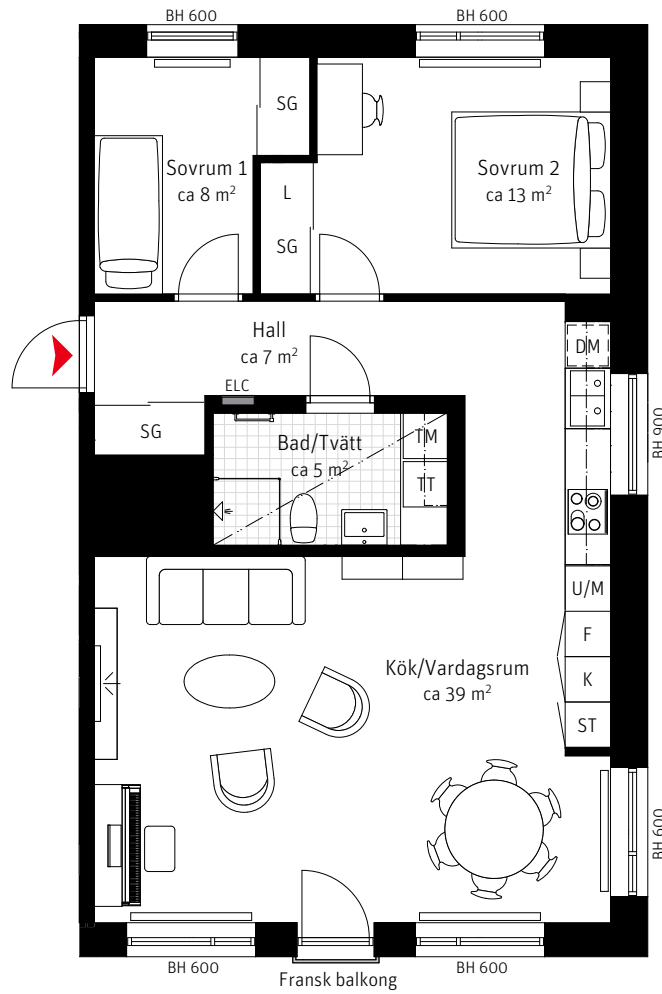 BH 600
BH 600
SG
Sovrum 1
ca 8 m²
Sovrum 2
ca 13 m²
L
SG
Hall
ca 7 m²
DM
ELC
BH 900
SG
Bad/Tvätt
ca 5 m²
TM
TT
U/M
F
Kök/Vardagsrum
ca 39 m²
K
ST
BH 600
BH 600
Fransk balkong
BH 600